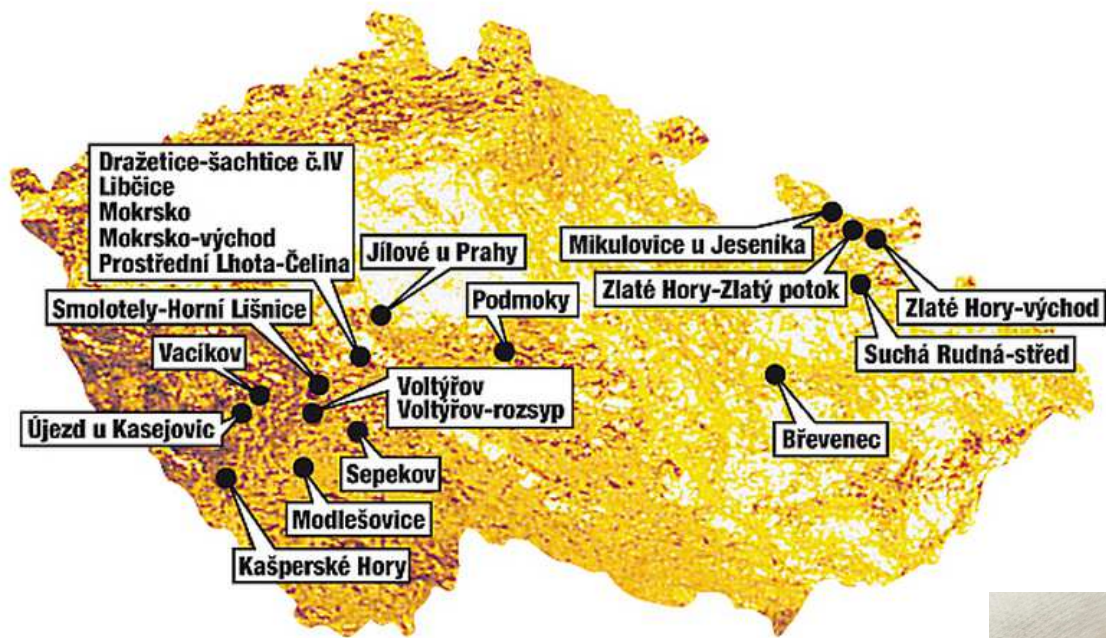 Dražetice-šachtice č.IV
Libčice
Mokrsko
Mokrsko-východ
Prostřední Lhota-Čelina
Jílové u Prahy
Smolotely-Horní Líšnice
Podmoky
Vacíkov
Voltýřov
Voltýřov-rozsyp
Újezd u Kasejovic
Sepekov
Modlešovice
Kašperské Hory
Mikulovice u Jeseníka
Zlaté Hory-Zlatý potok
Zlaté Hory-východ
Suchá Rudná-střed
Břevenec